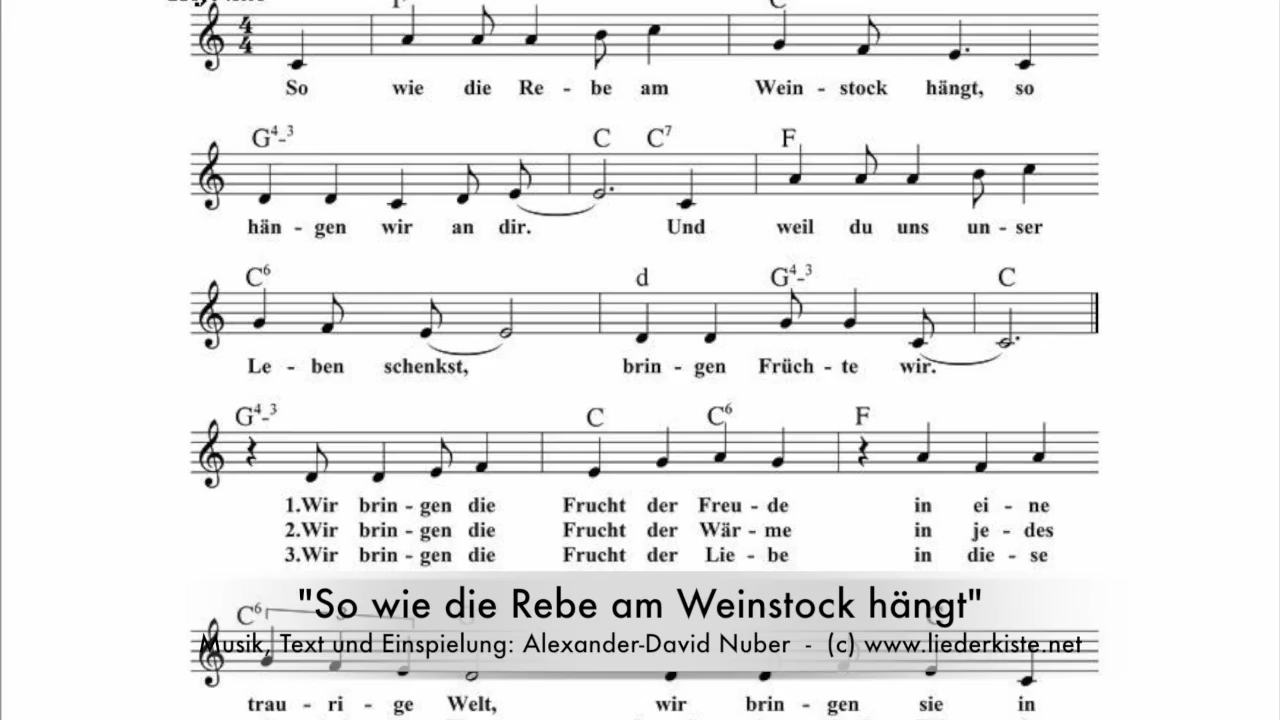 F C
So wie die Re - be am Wein - stock hängt, so
G4-3 C C7 F
hän - gen wir an dir. Und weil du uns un - ser
C6 d G4-3 C
Le - ben schenkst, brin - gen Früch - te wir.
G4-3 C C6 F
1.Wir brin - gen die Frucht der Freu - de in ei - ne
2.Wir brin - gen die Frucht der Wär - me in je - des
3.Wir brin - gen die Frucht der Lie - be in die - se
"So wie die Rebe am Weinstock hängt"
C6
Musik, Text und Einspielung: Alexander-David Nuber - (c) www.liederkiste.net
trau - ri - ge Welt, wir brin - gen sie in